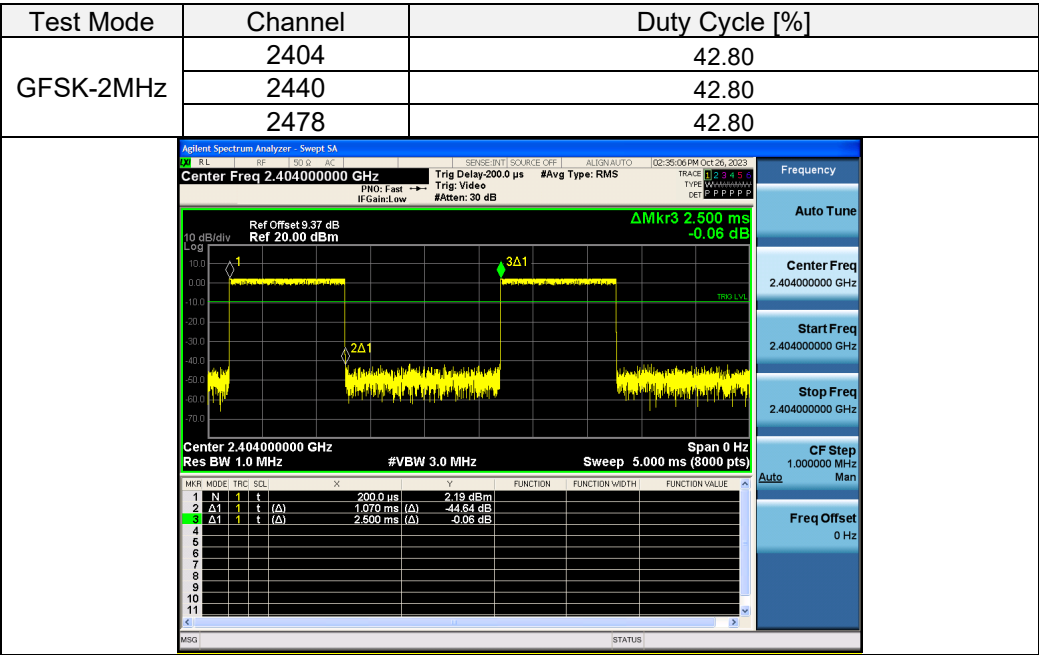 Test Mode Channel Duty Cycle [%]
GFSK-2MHz
2404 42.80
2440 42.80
2478 42.80
Agilent Spectrum Analyzer - Swept SA
LXI RL RF 50 Ω AC SENSE:INT SOURCE OFF ALIGNAUTO 02:35:06 PM Oct 26, 2023
Center Freq 2.404000000 GHz Trig Delay-200.0 µs #Avg Type: RMS TRACE 1 2 3 4 5 6
PNO: Fast Trig: Video TYPE WWWWWW
IFGain:Low #Atten: 30 dB DET P P P P P P
ΔMkr3 2.500 ms
-0.06 dB
Ref Offset 9.37 dB
10 dB/div Ref 20.00 dBm
Log
10.0
0.00
-10.0
-20.0
-30.0
-40.0
-50.0
-60.0
-70.0
1
2Δ1
3Δ1
TRIG LVL
Center 2.404000000 GHz Span 0 Hz
Res BW 1.0 MHz #VBW 3.0 MHz Sweep 5.000 ms (8000 pts)
MKR MODE TRC SCL X Y FUNCTION FUNCTION WIDTH FUNCTION VALUE
1 N 1 t 200.0 µs 2.19 dBm
2 Δ1 1 t (Δ) 1.070 ms (Δ) -44.64 dB
3 Δ1 1 t (Δ) 2.500 ms (Δ) -0.06 dB
4
5
6
7
8
9
10
11
MSG STATUS
Frequency
Auto Tune
Center Freq
2.404000000 GHz
Start Freq
2.404000000 GHz
Stop Freq
2.404000000 GHz
CF Step
1.000000 MHz
Auto Man
Freq Offset
0 Hz